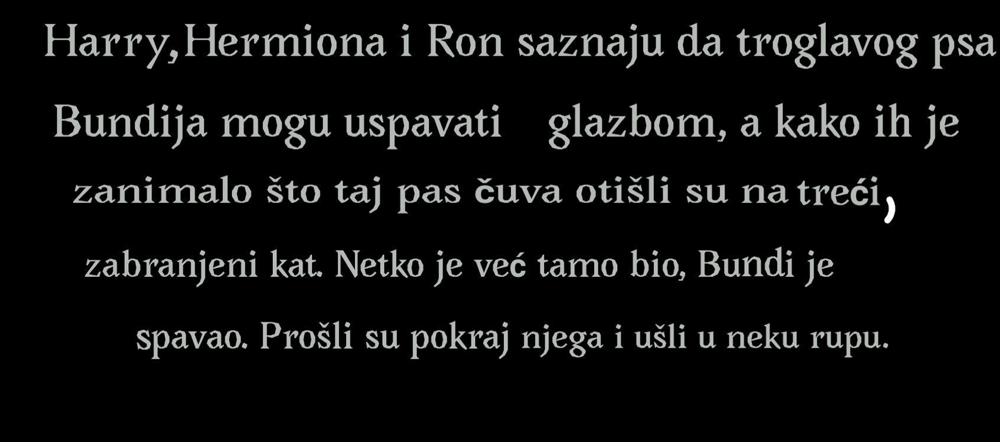 Harry,Hermiona i Ron saznaju da troglavog psa
Bundija mogu uspavati glazbom, a kako ih je
zanimalo što taj pas čuva otišli su na treći,
zabranjeni kat. Netko je već tamo bio, Bundi je
spavao. Prošli su pokraj njega i ušli u neku rupu.